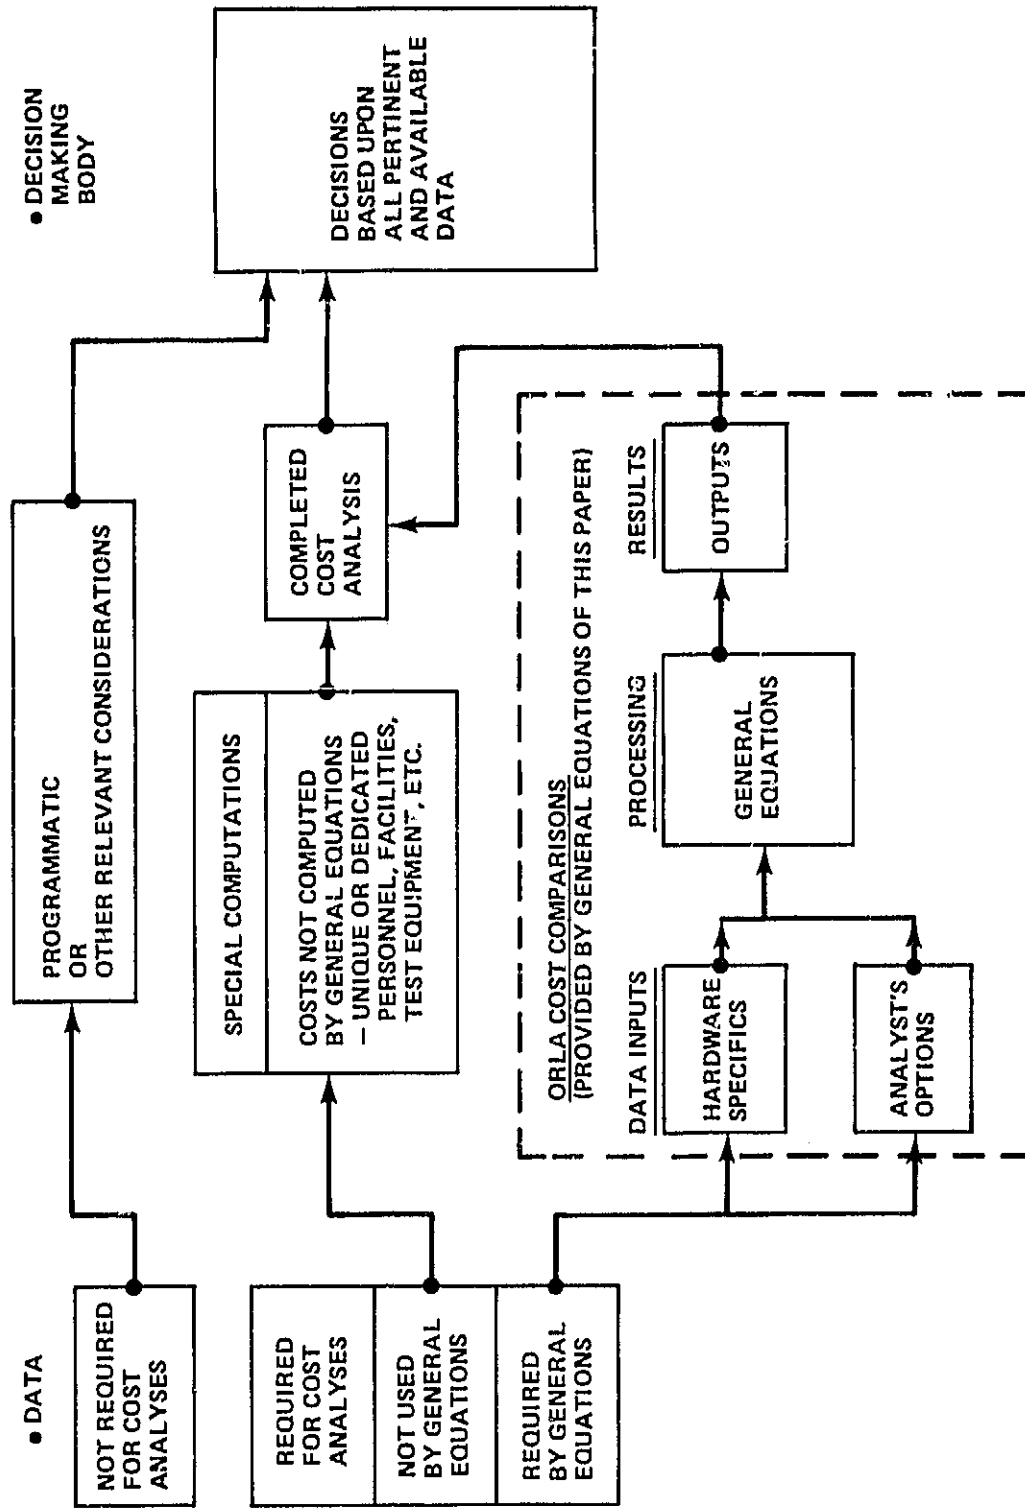 ● DATA
NOT REQUIRED
FOR COST
ANALYSES
REQUIRED
FOR COST
ANALYSES
NOT USED
BY GENERAL
EQUATIONS
REQUIRED
BY GENERAL
EQUATIONS
PROGRAMMATIC
OR
OTHER RELEVANT CONSIDERATIONS
SPECIAL COMPUTATIONS
COSTS NOT COMPUTED
BY GENERAL EQUATIONS
— UNIQUE OR DEDICATED
PERSONNEL, FACILITIES,
TEST EQUIPMENT, ETC.
COMPLETED
COST
ANALYSIS
ORLA COST COMPARISONS
(PROVIDED BY GENERAL EQUATIONS OF THIS PAPER)
DATA INPUTS
HARDWARE
SPECIFICS
ANALYST'S
OPTIONS
PROCESSING
GENERAL
EQUATIONS
RESULTS
OUTPUTS
● DECISION
MAKING
BODY
DECISIONS
BASED UPON
ALL PERTINENT
AND AVAILABLE
DATA